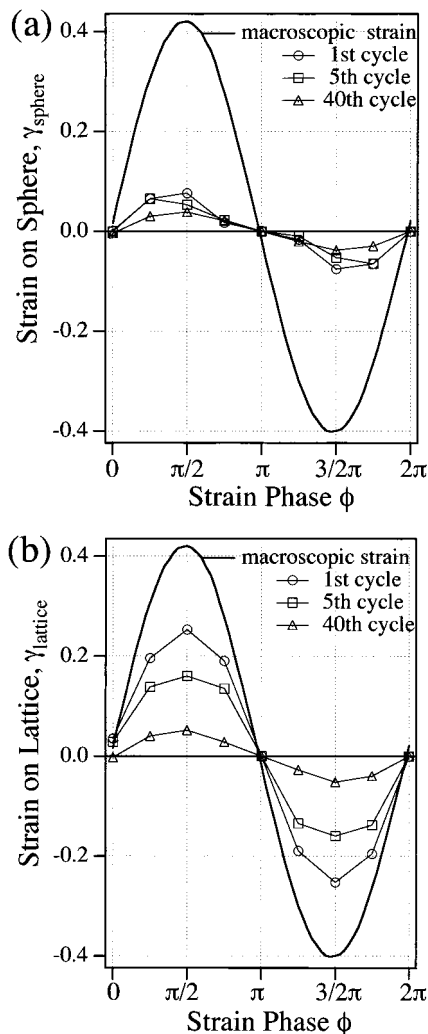 (a)
macroscopic strain
1st cycle
5th cycle
40th cycle
0.4
0.2
0.0
-0.2
-0.4
Strain on Sphere, γsphere
0 π/2 π 3/2π 2π
Strain Phase ϕ
(b)
macroscopic strain
1st cycle
5th cycle
40th cycle
0.4
0.2
0.0
-0.2
-0.4
Strain on Lattice, γlattice
0 π/2 π 3/2π 2π
Strain Phase ϕ